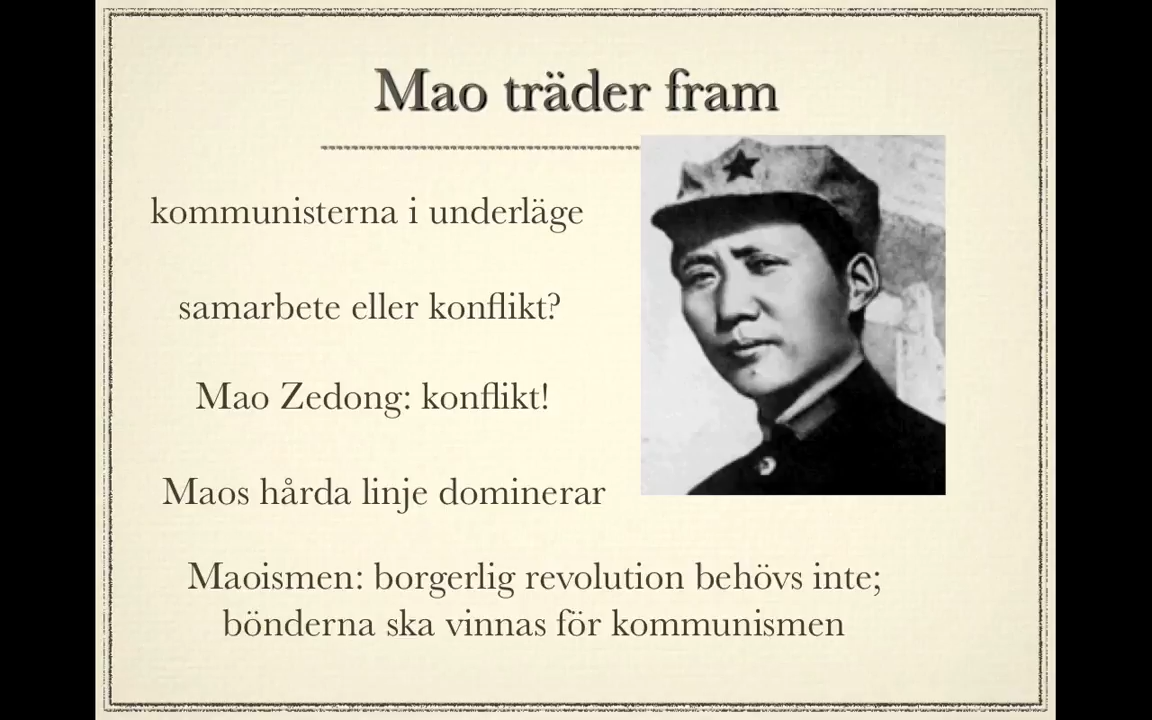 Mao träder fram
kommunisterna i underläge
samarbete eller konflikt?
Mao Zedong: konflikt!
Maos hårda linje dominerar
Maoismen: borgerlig revolution behövs inte;
bönderna ska vinnas för kommunismen